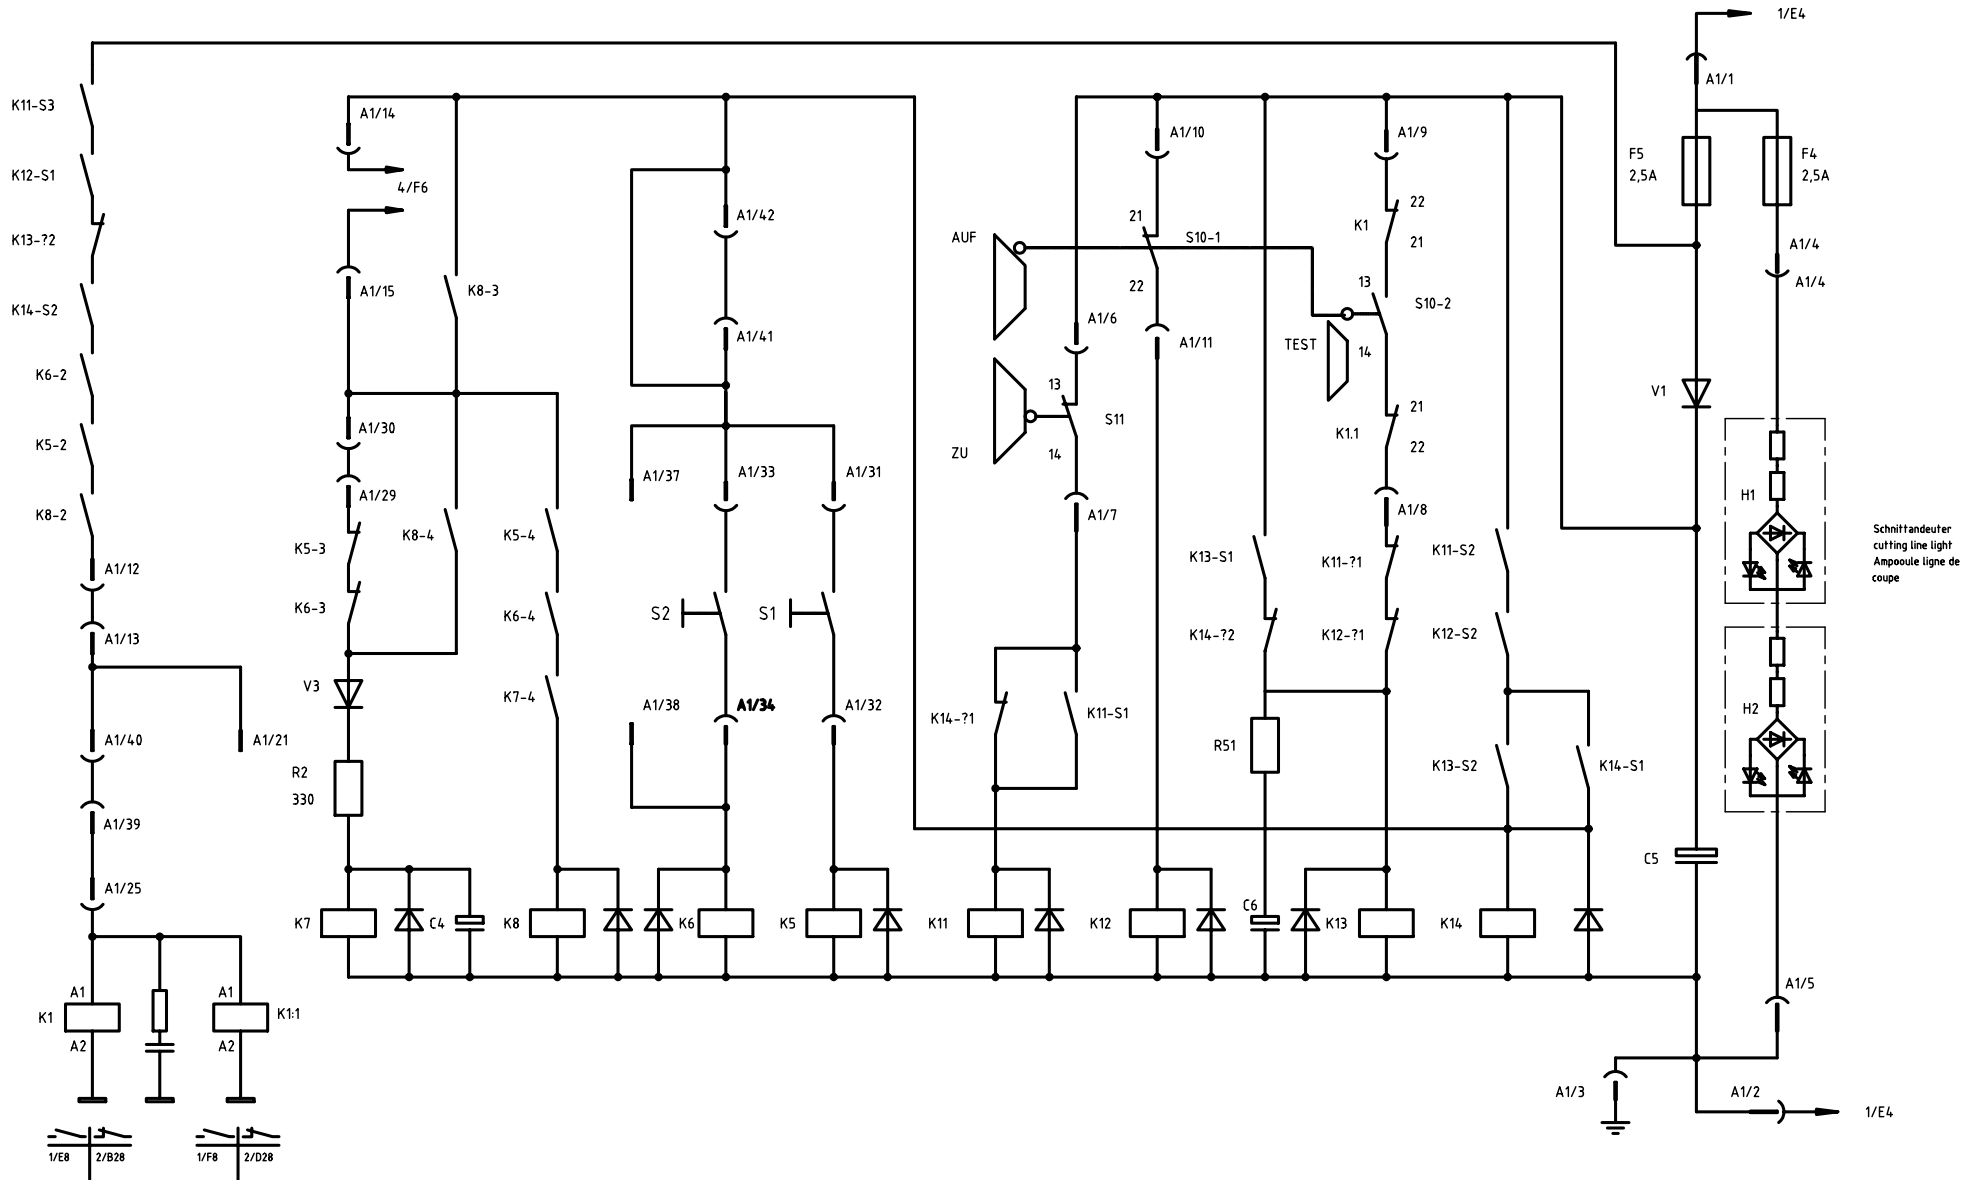 1/E4
A1/1
K11-S3
A1/14
A1/10
A1/9
F5
2,5A
F4
2,5A
K12-S1
4/F6
A1/42
21
S10-1
22
K1
21
K13-?2
AUF
A1/4
A1/15
K8-3
22
13
S10-2
A1/4
K14-S2
A1/41
A1/6
A1/11
TEST
14
K6-2
13
S11
V1
21
K1.1
22
A1/30
ZU
14
K5-2
A1/37
A1/33
A1/31
A1/29
H1
K8-2
A1/7
A1/8
Schnittandeuter
cutting line light
Ampooule ligne de
coupe
K5-3
K8-4
K5-4
K13-S1
K11-?1
K11-S2
A1/12
K6-3
K6-4
S2
S1
K14-?2
K12-?1
K12-S2
A1/13
V3
K7-4
A1/38
A1/34
A1/32
K14-?1
K11-S1
H2
A1/40
A1/21
R51
K13-S2
K14-S1
R2
330
A1/39
C5
A1/25
K7
C4
K8
K6
K5
K11
K12
C6
K13
K14
A1
A1
A1/5
K1
K1:1
A2
A2
A1/3
A1/2
1/E4
1/E8
2/B28
1/F8
2/D28